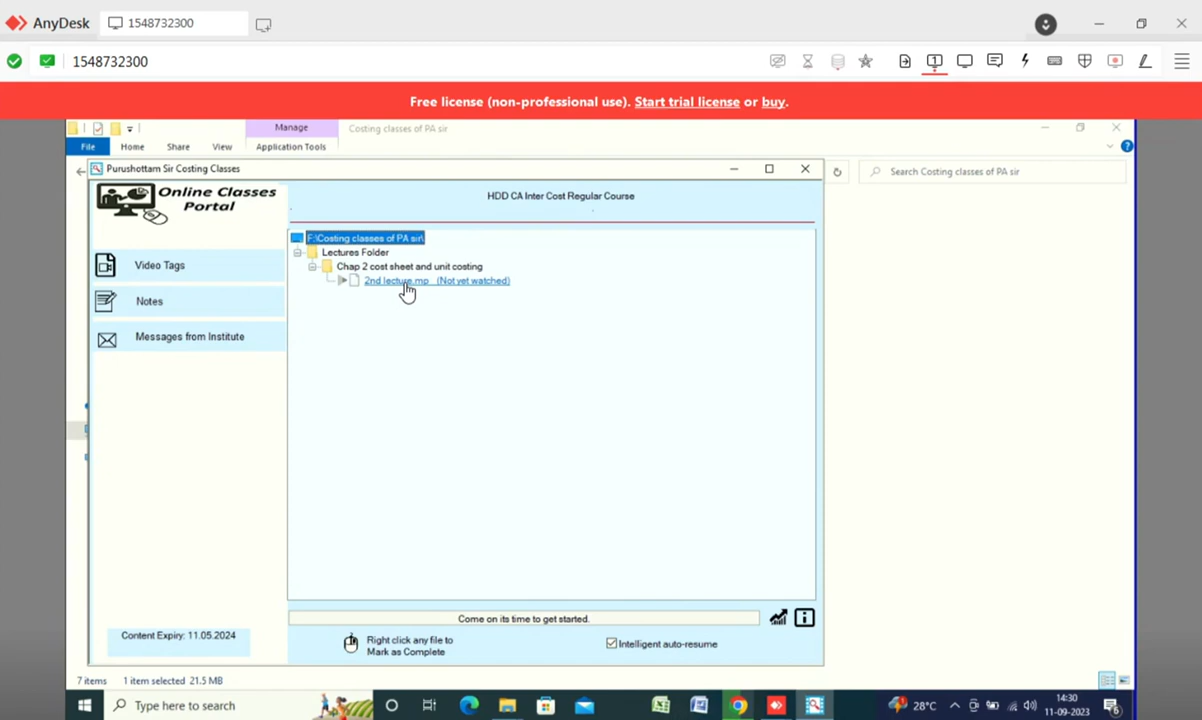 AnyDesk 1548732300
1548732300
Free license (non-professional use). Start trial license or buy.
Manage Costing classes of PA sir
File Home Share View Application Tools
Purushottam Sir Costing Classes
Search Costing classes of PA sir
Online Classes
Portal
HDD CA Inter Cost Regular Course
F:\Costing classes of PA sir\
Lectures Folder
Chap 2 cost sheet and unit costing
2nd lecture.mp (Not yet watched)
Video Tags
Notes
Messages from Institute
Come on its time to get started.
Content Expiry: 11.05.2024
Right click any file to
Mark as Complete
Intelligent auto-resume
7 items 1 item selected 21.5 MB
Type here to search
28°C
14:30
11-09-2023
6